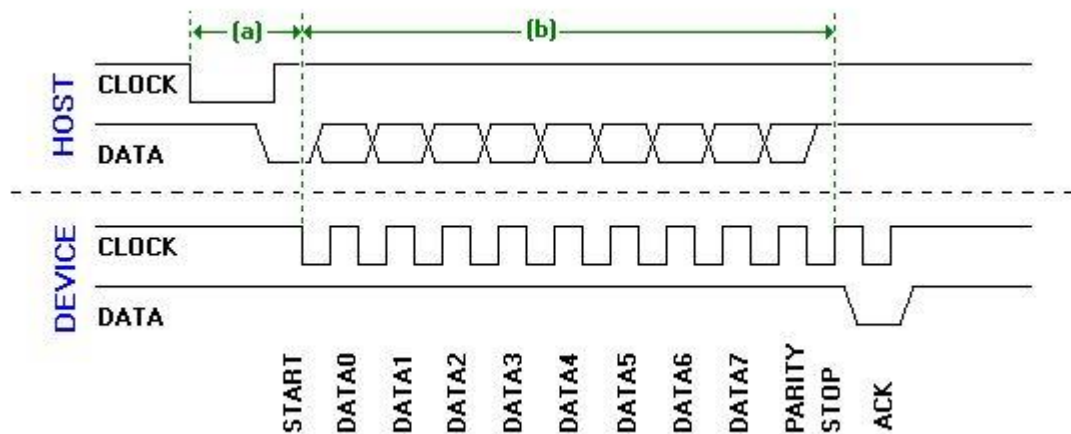 (a)
(b)
HOST
CLOCK
DATA
DEVICE
CLOCK
DATA
START
DATA0
DATA1
DATA2
DATA3
DATA4
DATA5
DATA6
DATA7
PARITY
STOP
ACK